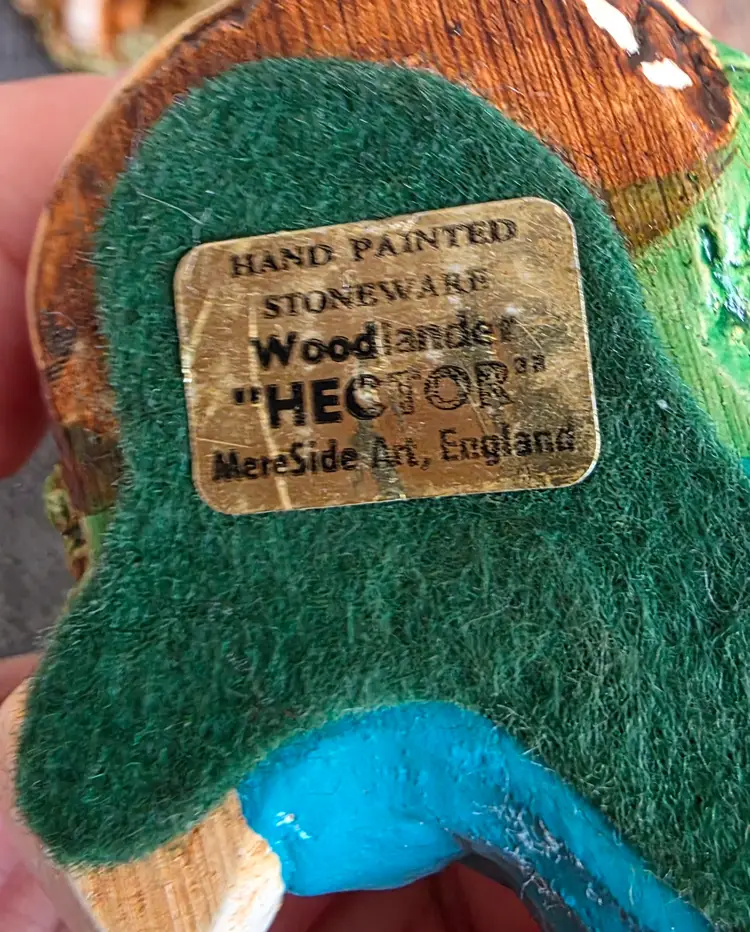 HAND PAINTED
STONEWARE
Woodlander
"HECTOR"
MereSide Art, England